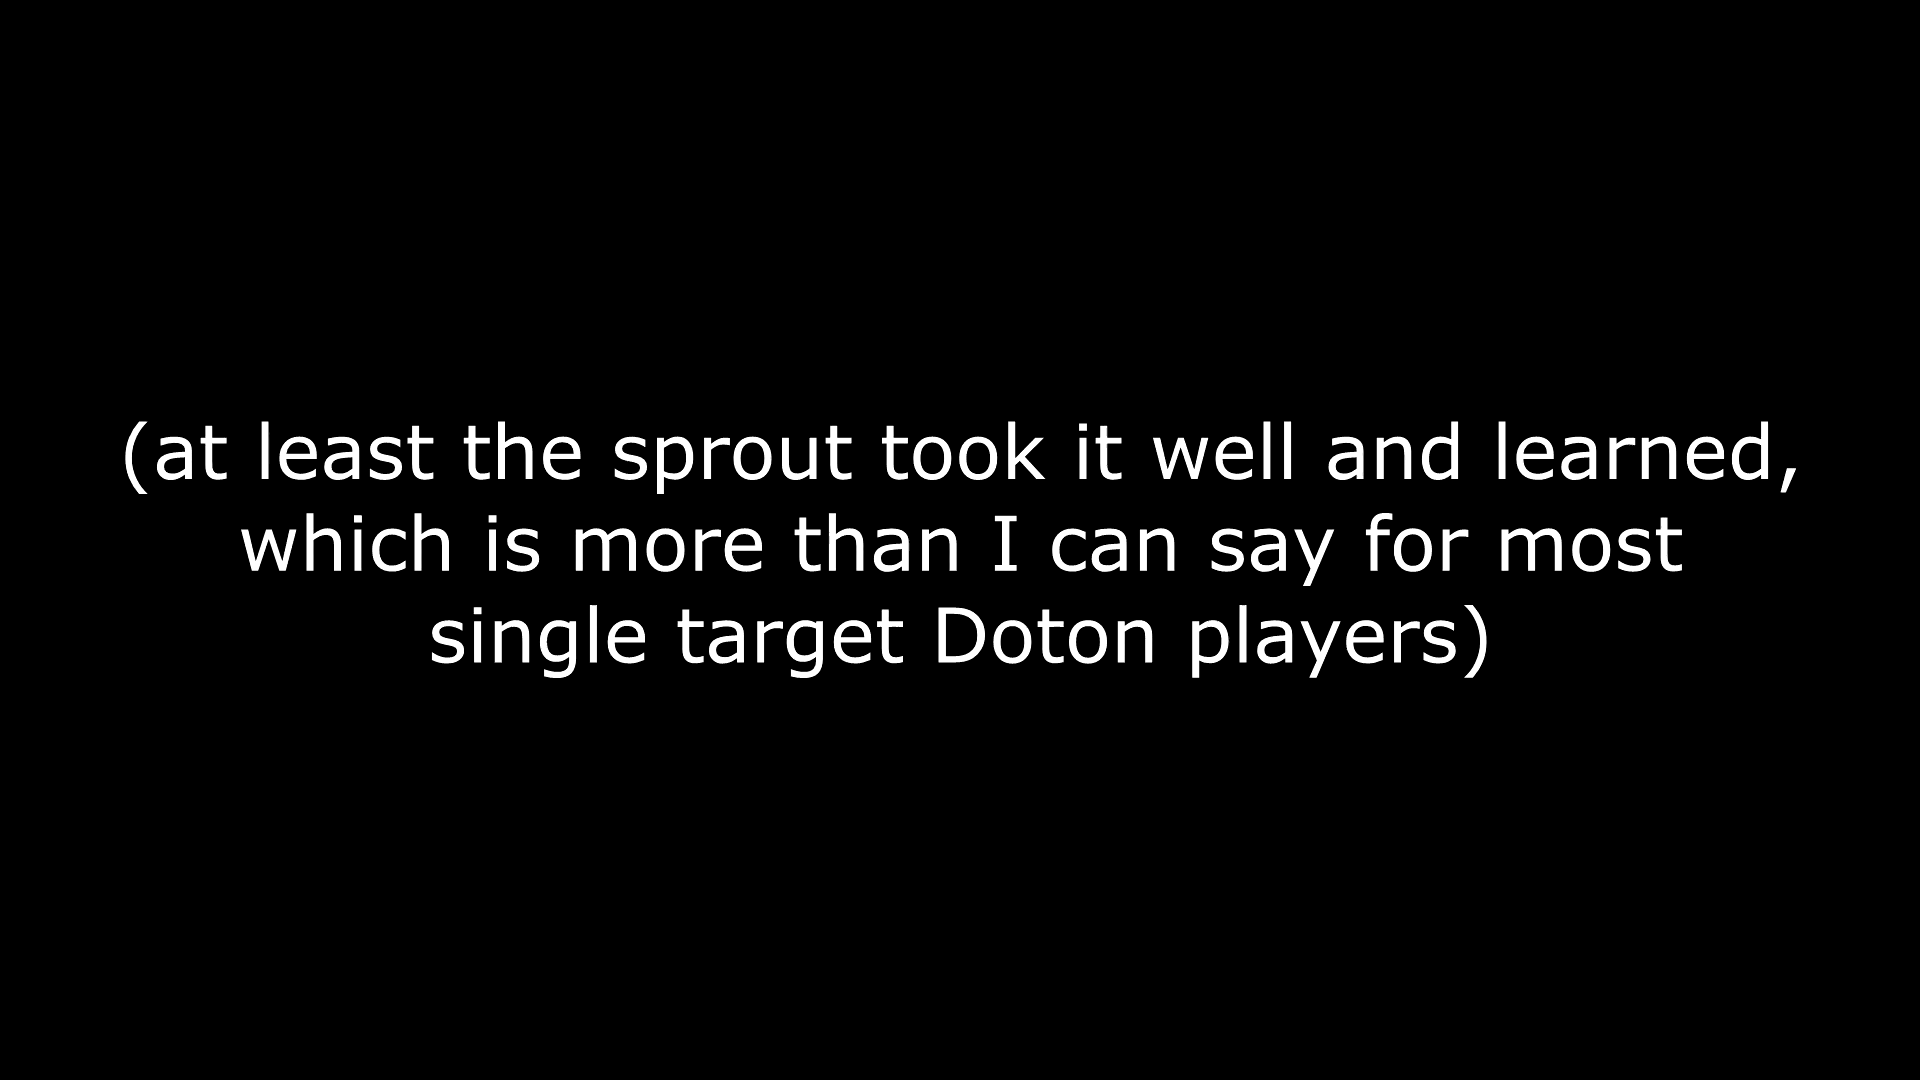 (at least the sprout took it well and learned,
which is more than I can say for most
single target Doton players)